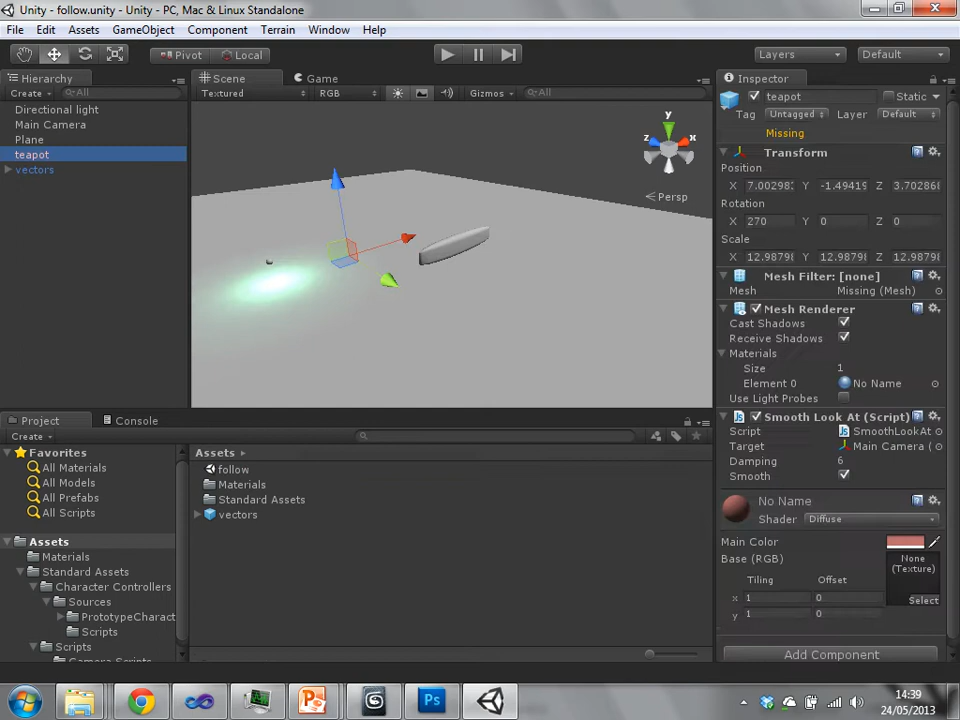 Unity - follow.unity - Unity - PC, Mac & Linux Standalone
File Edit Assets GameObject Component Terrain Window Help
Pivot Local Layers Default
Hierarchy Scene Game Inspector
Create All Textured RGB Gizmos All
teapot Static
Directional light
Main Camera
Plane
teapot
vectors
y
z x
Persp
Tag Untagged Layer Default
Missing
Transform
Position
X 7.00298 Y -1.49419 Z 3.702868
Rotation
X 270 Y 0 Z 0
Scale
X 12.98798 Y 12.98798 Z 12.98798
Mesh Filter: [none]
Mesh Missing (Mesh)
Mesh Renderer
Cast Shadows
Receive Shadows
Materials
Size 1
Element 0 No Name
Use Light Probes
Smooth Look At (Script)
Script SmoothLookAt
Target Main Camera (
Damping 6
Smooth
No Name
Shader Diffuse
Main Color
Base (RGB) None
(Texture)
Tiling Offset
x 1 0
y 1 0
Select
Add Component
Project Console
Create
Favorites
All Materials
All Models
All Prefabs
All Scripts
Assets
Materials
Standard Assets
Character Controllers
Sources
PrototypeCharact
Scripts
Scripts
Camera Scripts
Assets
follow
Materials
Standard Assets
vectors
14:39
24/05/2013